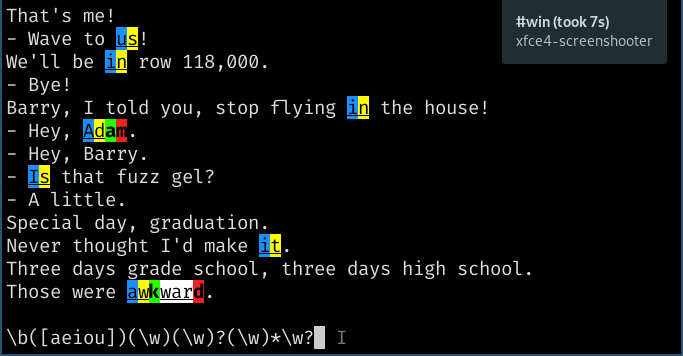 That's me!
- Wave to us!
We'll be in row 118,000.
- Bye!
Barry, I told you, stop flying in the house!
- Hey, Adam.
- Hey, Barry.
- Is that fuzz gel?
- A little.
Special day, graduation.
Never thought I'd make it.
Three days grade school, three days high school.
Those were awkward.
\b([aeiou])(\w)(\w)?(\w)*\w?
#win (took 7s)
xfce4-screenshooter